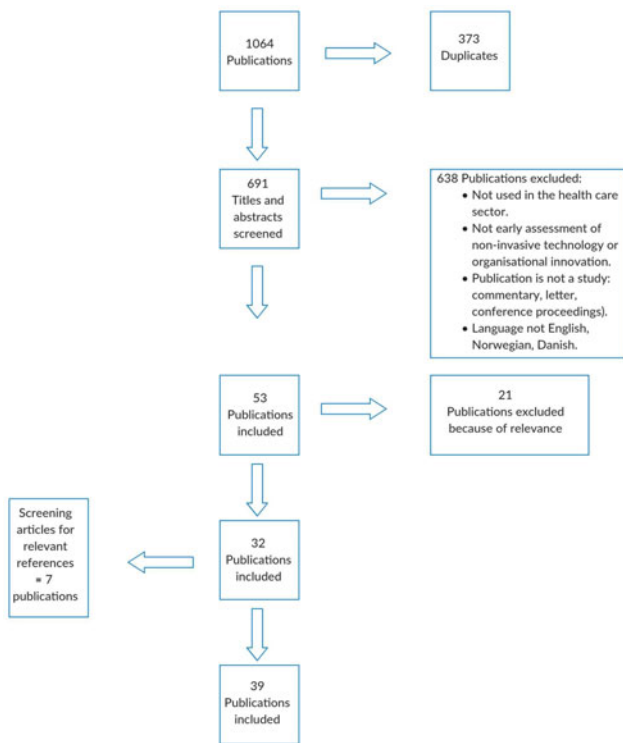 1064
Publications
373
Duplicates
691
Titles and
abstracts
screened
638 Publications excluded:
• Not used in the health care
sector.
• Not early assessment of
non-invasive technology or
organisational innovation.
• Publication is not a study:
commentary, letter,
conference proceedings).
• Language not English,
Norwegian, Danish.
53
Publications
included
21
Publications excluded
because of relevance
Screening
articles for
relevant
references
= 7
publications
32
Publications
included
39
Publications
included